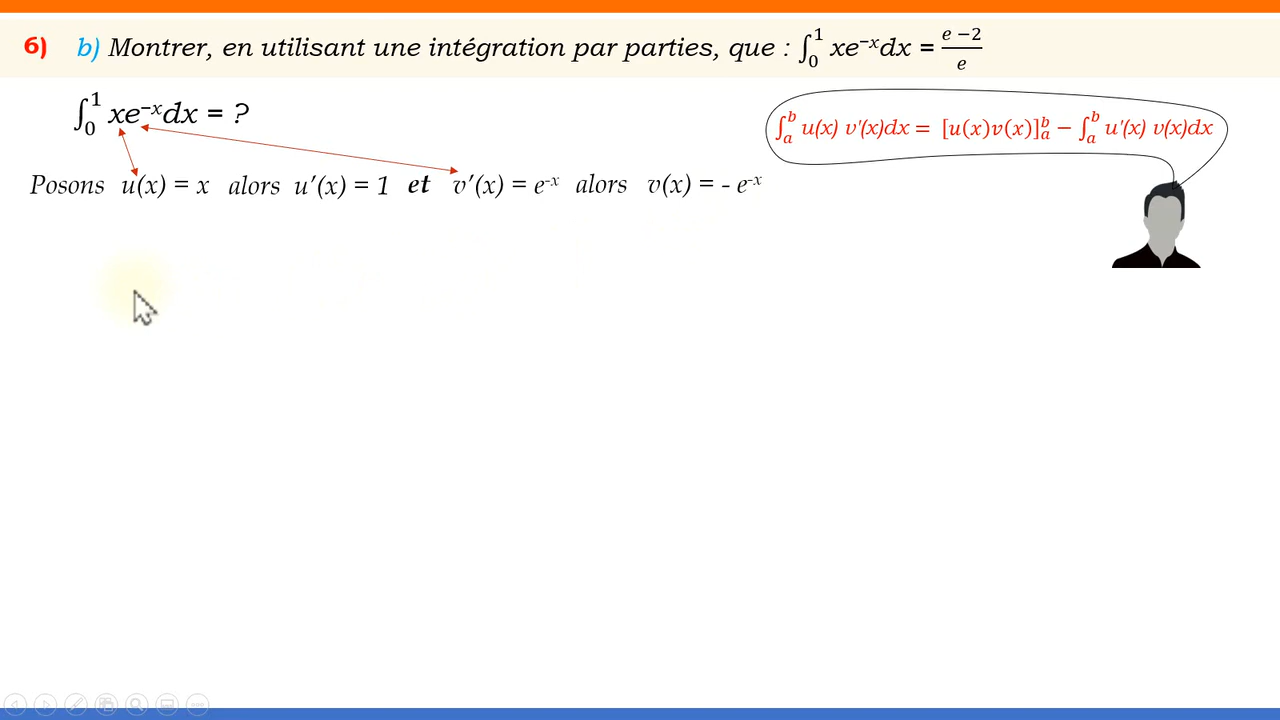 6) b) Montrer, en utilisant une intégration par parties, que : ∫₀¹ xe⁻ˣdx = (e −2)/e
∫₀¹ xe⁻ˣdx = ?
∫ₐᵇ u(x) v'(x)dx = [u(x)v(x)]ₐᵇ − ∫ₐᵇ u'(x) v(x)dx
Posons u(x) = x alors u'(x) = 1 et v'(x) = e⁻ˣ alors v(x) = - e⁻ˣ